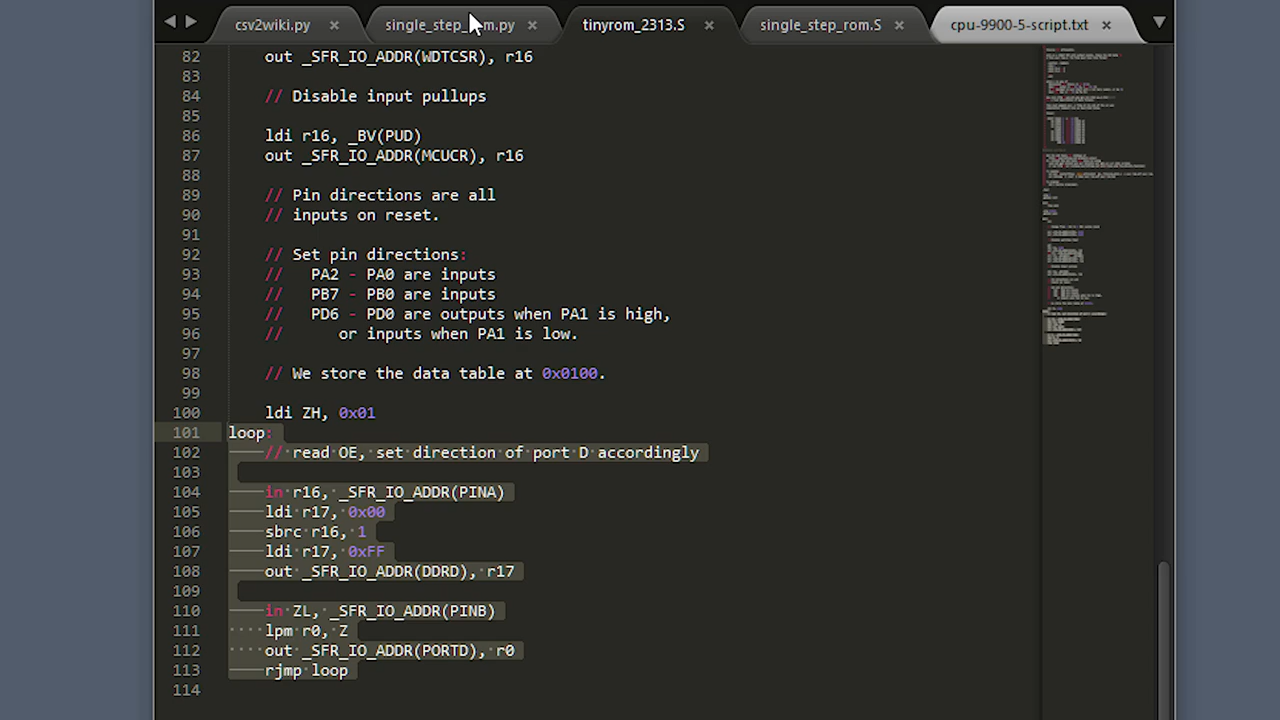 csv2wiki.py × single_step_rom.py × tinyrom_2313.S × single_step_rom.S × cpu-9900-5-script.txt ×
82 out _SFR_IO_ADDR(WDTCSR), r16
83
84 // Disable input pullups
85
86 ldi r16, _BV(PUD)
87 out _SFR_IO_ADDR(MCUCR), r16
88
89 // Pin directions are all
90 // inputs on reset.
91
92 // Set pin directions:
93 // PA2 - PA0 are inputs
94 // PB7 - PB0 are inputs
95 // PD6 - PD0 are outputs when PA1 is high,
96 // or inputs when PA1 is low.
97
98 // We store the data table at 0x0100.
99
100 ldi ZH, 0x01
101 loop:
102 // read OE, set direction of port D accordingly
103
104 in r16, _SFR_IO_ADDR(PINA)
105 ldi r17, 0x00
106 sbrc r16, 1
107 ldi r17, 0xFF
108 out _SFR_IO_ADDR(DDRD), r17
109
110 in ZL, _SFR_IO_ADDR(PINB)
111 lpm r0, Z
112 out _SFR_IO_ADDR(PORTD), r0
113 rjmp loop
114